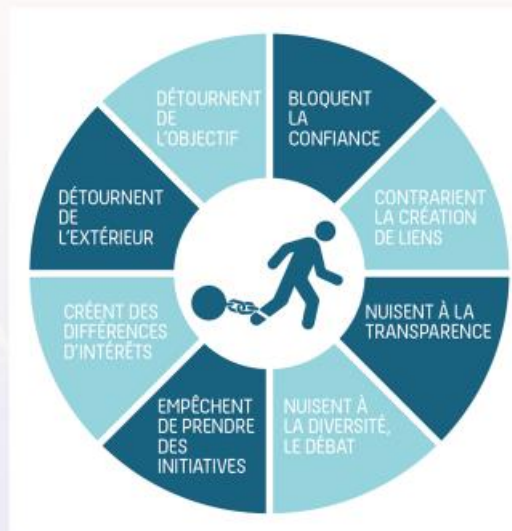 DÉTOURNENT
DE
L'OBJECTIF
BLOQUENT
LA
CONFIANCE
CONTRARIENT
LA CRÉATION
DE LIENS
NUISENT À LA
TRANSPARENCE
NUISENT À
LA DIVERSITÉ,
LE DÉBAT
EMPÊCHENT
DE PRENDRE
DES
INITIATIVES
CRÉENT DES
DIFFÉRENCES
D'INTÉRÊTS
DÉTOURNENT
DE
L'EXTÉRIEUR